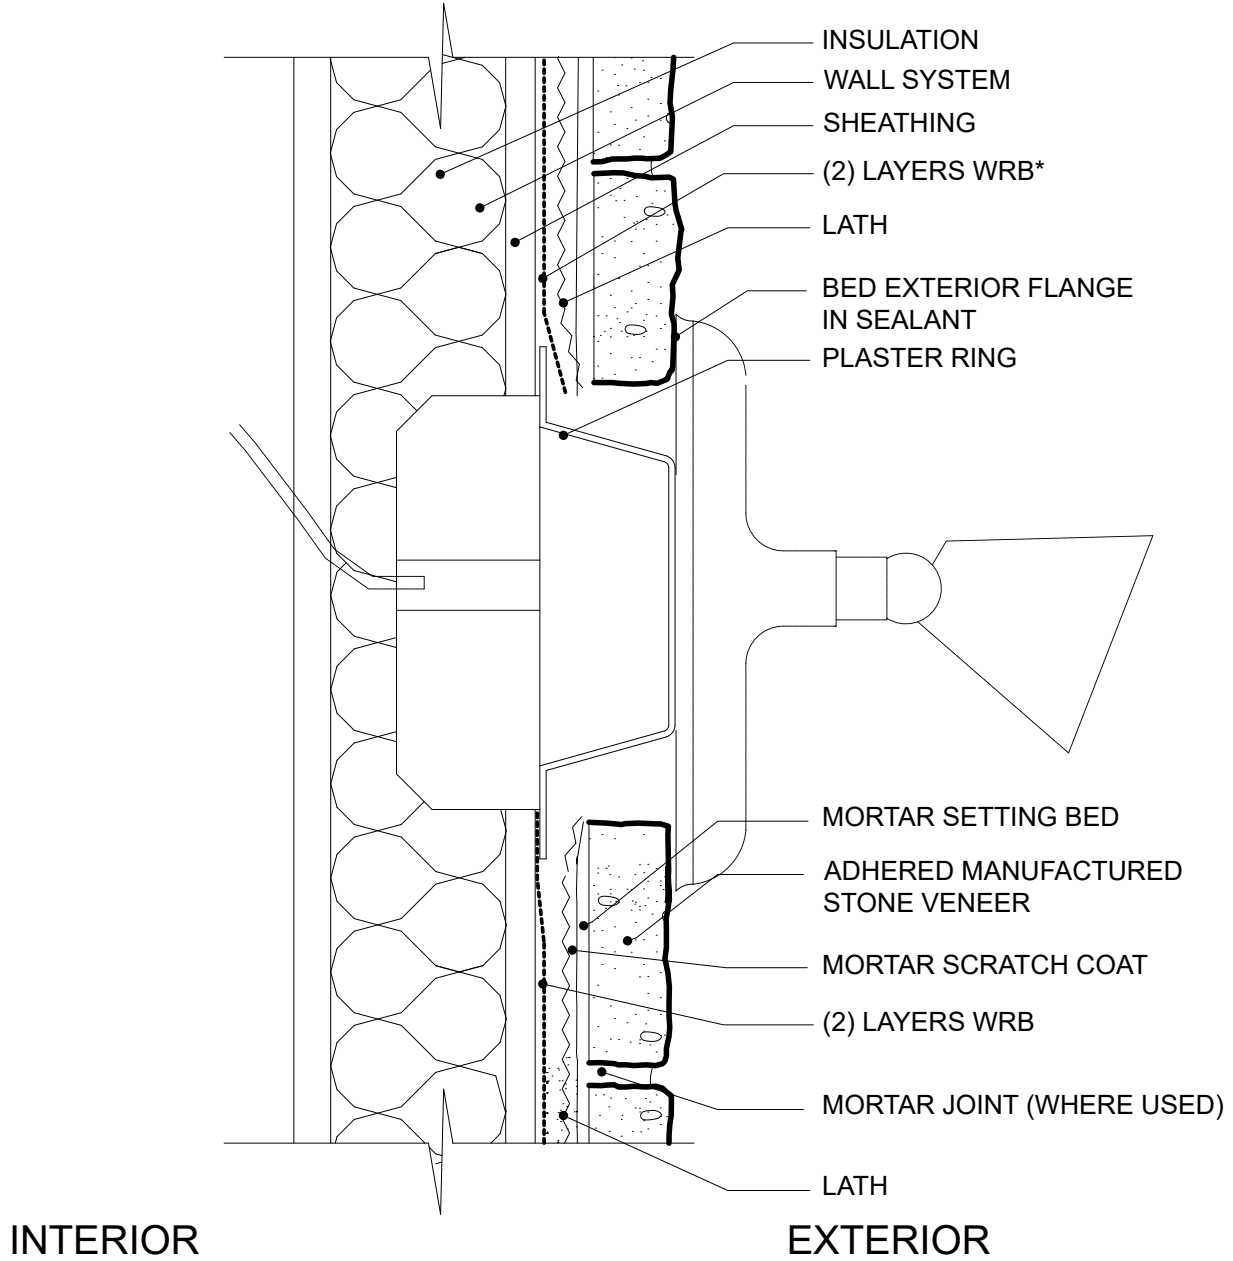 INSULATION
WALL SYSTEM
SHEATHING
(2) LAYERS WRB*
LATH
BED EXTERIOR FLANGE
IN SEALANT
PLASTER RING
MORTAR SETTING BED
ADHERED MANUFACTURED
STONE VENEER
MORTAR SCRATCH COAT
(2) LAYERS WRB
MORTAR JOINT (WHERE USED)
LATH
INTERIOR
EXTERIOR